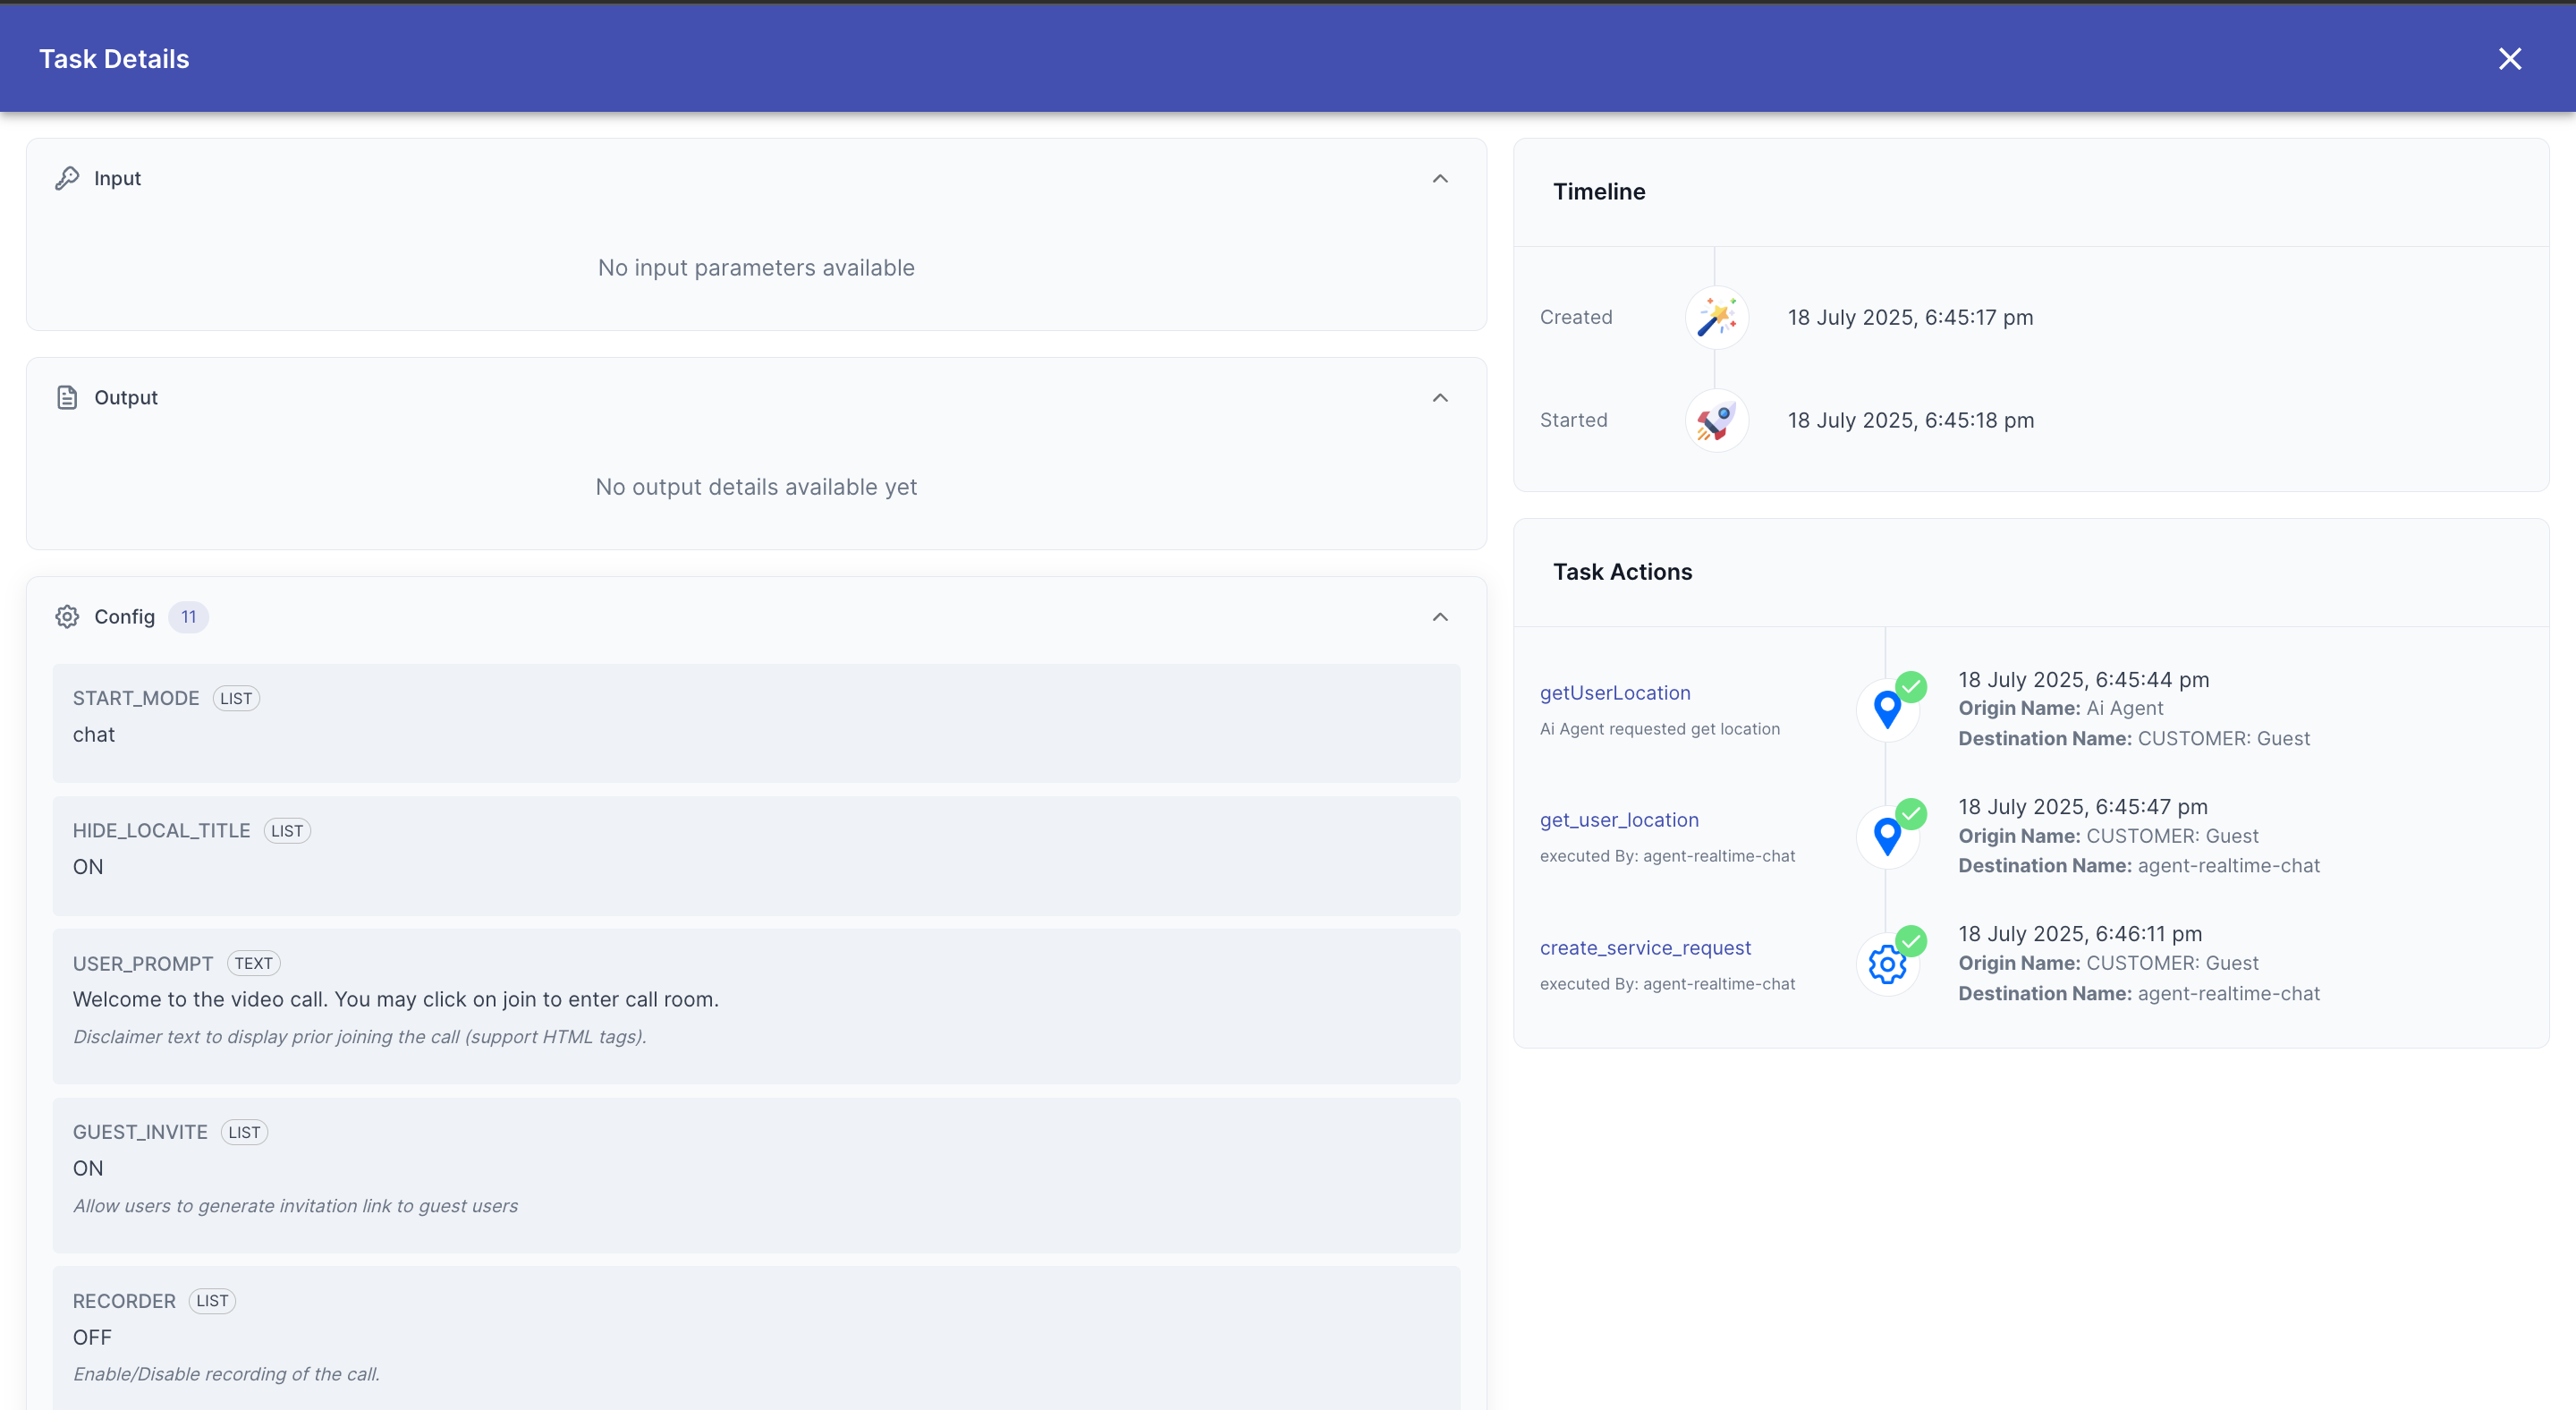 Task Details
Input
No input parameters available
Output
No output details available yet
Config 11
START_MODE LIST
chat
HIDE_LOCAL_TITLE LIST
ON
USER_PROMPT TEXT
Welcome to the video call. You may click on join to enter call room.
Disclaimer text to display prior joining the call (support HTML tags).
GUEST_INVITE LIST
ON
Allow users to generate invitation link to guest users
RECORDER LIST
OFF
Enable/Disable recording of the call.
Timeline
Created 18 July 2025, 6:45:17 pm
Started 18 July 2025, 6:45:18 pm
Task Actions
getUserLocation
Ai Agent requested get location
18 July 2025, 6:45:44 pm
Origin Name: Ai Agent
Destination Name: CUSTOMER: Guest
get_user_location
executed By: agent-realtime-chat
18 July 2025, 6:45:47 pm
Origin Name: CUSTOMER: Guest
Destination Name: agent-realtime-chat
create_service_request
executed By: agent-realtime-chat
18 July 2025, 6:46:11 pm
Origin Name: CUSTOMER: Guest
Destination Name: agent-realtime-chat